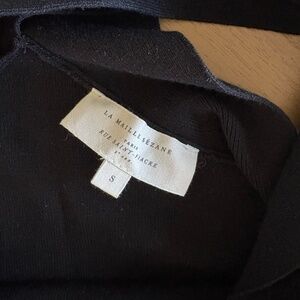 LA MAILLE SÉZANE
PARIS
RUE SAINT-FIACRE
S